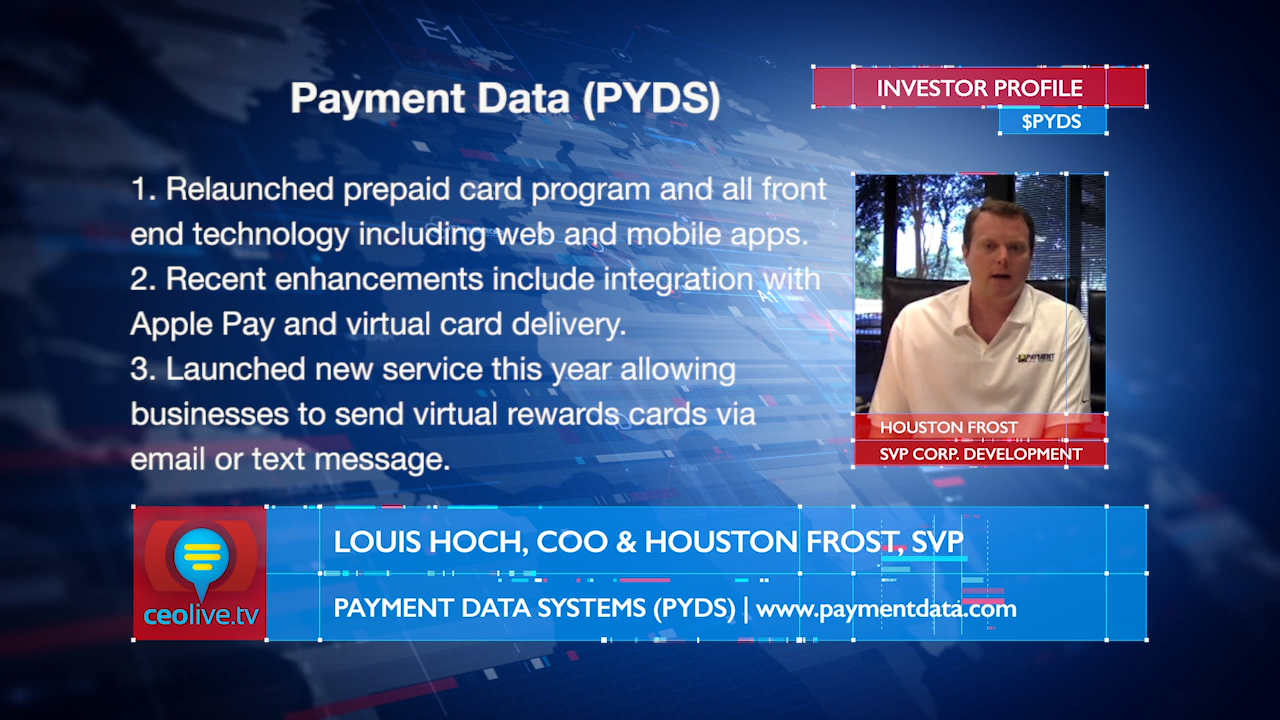 Payment Data (PYDS)
INVESTOR PROFILE
$PYDS
1. Relaunched prepaid card program and all front
end technology including web and mobile apps.
2. Recent enhancements include integration with
Apple Pay and virtual card delivery.
3. Launched new service this year allowing
businesses to send virtual rewards cards via
email or text message.
E1
A1
PAYMENT
HOUSTON FROST
SVP CORP. DEVELOPMENT
ceolive.tv
LOUIS HOCH, COO & HOUSTON FROST, SVP
PAYMENT DATA SYSTEMS (PYDS) | www.paymentdata.com